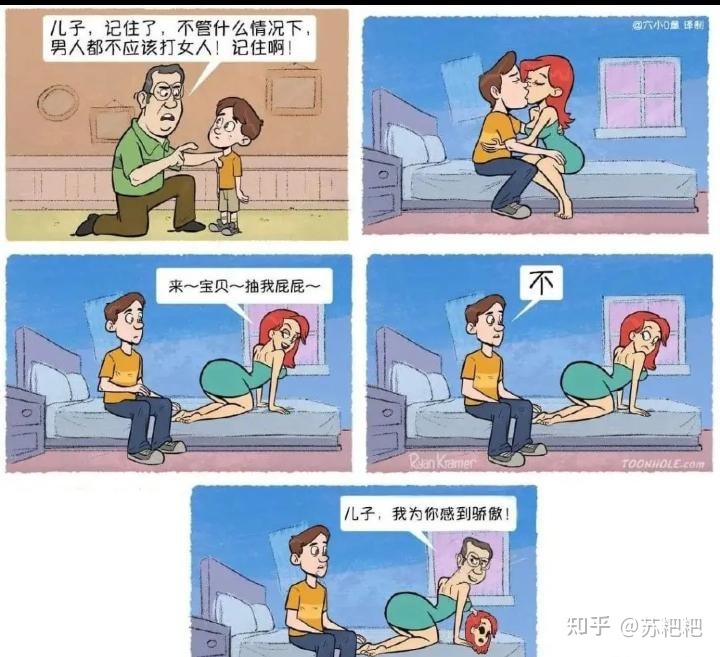 儿子，记住了，不管什么情况下，
男人都不应该打女人！记住啊！
@六小D童 译制
来～宝贝～抽我屁屁～
不
Ryan Kramer
TOONHOLE.com
儿子，我为你感到骄傲！
知乎 @苏粑粑